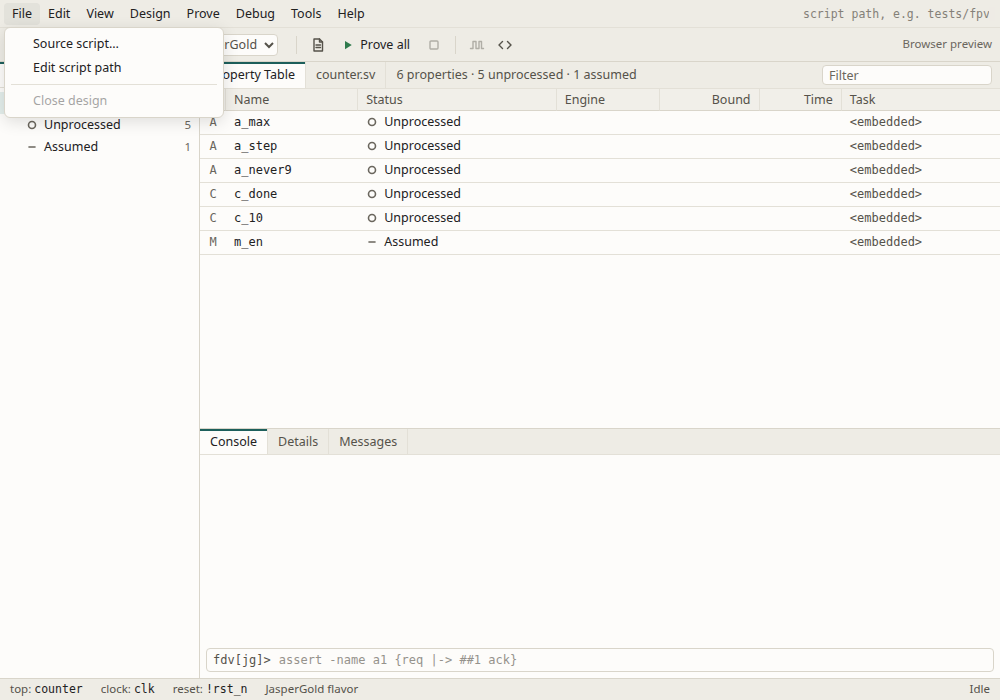 File Edit View Design Prove Debug Tools Help script path, e.g. tests/fpv
Source script...
Edit script path
Close design
rGold Prove all Browser preview
operty Table counter.sv 6 properties · 5 unprocessed · 1 assumed Filter
Name Status Engine Bound Time Task
Unprocessed 5
Assumed 1
A a_max Unprocessed <embedded>
A a_step Unprocessed <embedded>
A a_never9 Unprocessed <embedded>
C c_done Unprocessed <embedded>
C c_10 Unprocessed <embedded>
M m_en Assumed <embedded>
Console Details Messages
fdv[jg]> assert -name a1 {req |-> ##1 ack}
top: counter clock: clk reset: !rst_n JasperGold flavor Idle